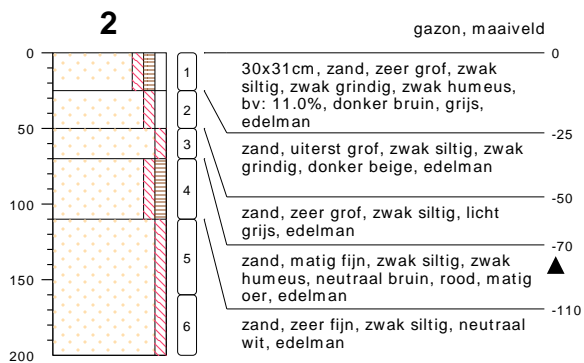 2
gazon, maaiveld
0
0
1
30x31cm, zand, zeer grof, zwak
siltig, zwak grindig, zwak humeus,
bv: 11.0%, donker bruin, grijs,
edelman
-25
2
zand, uiterst grof, zwak siltig, zwak
grindig, donker beige, edelman
50
-50
3
zand, zeer grof, zwak siltig, licht
grijs, edelman
-70
4
zand, matig fijn, zwak siltig, zwak
humeus, neutraal bruin, rood, matig
oer, edelman
100
-110
5
zand, zeer fijn, zwak siltig, neutraal
wit, edelman
150
6
200